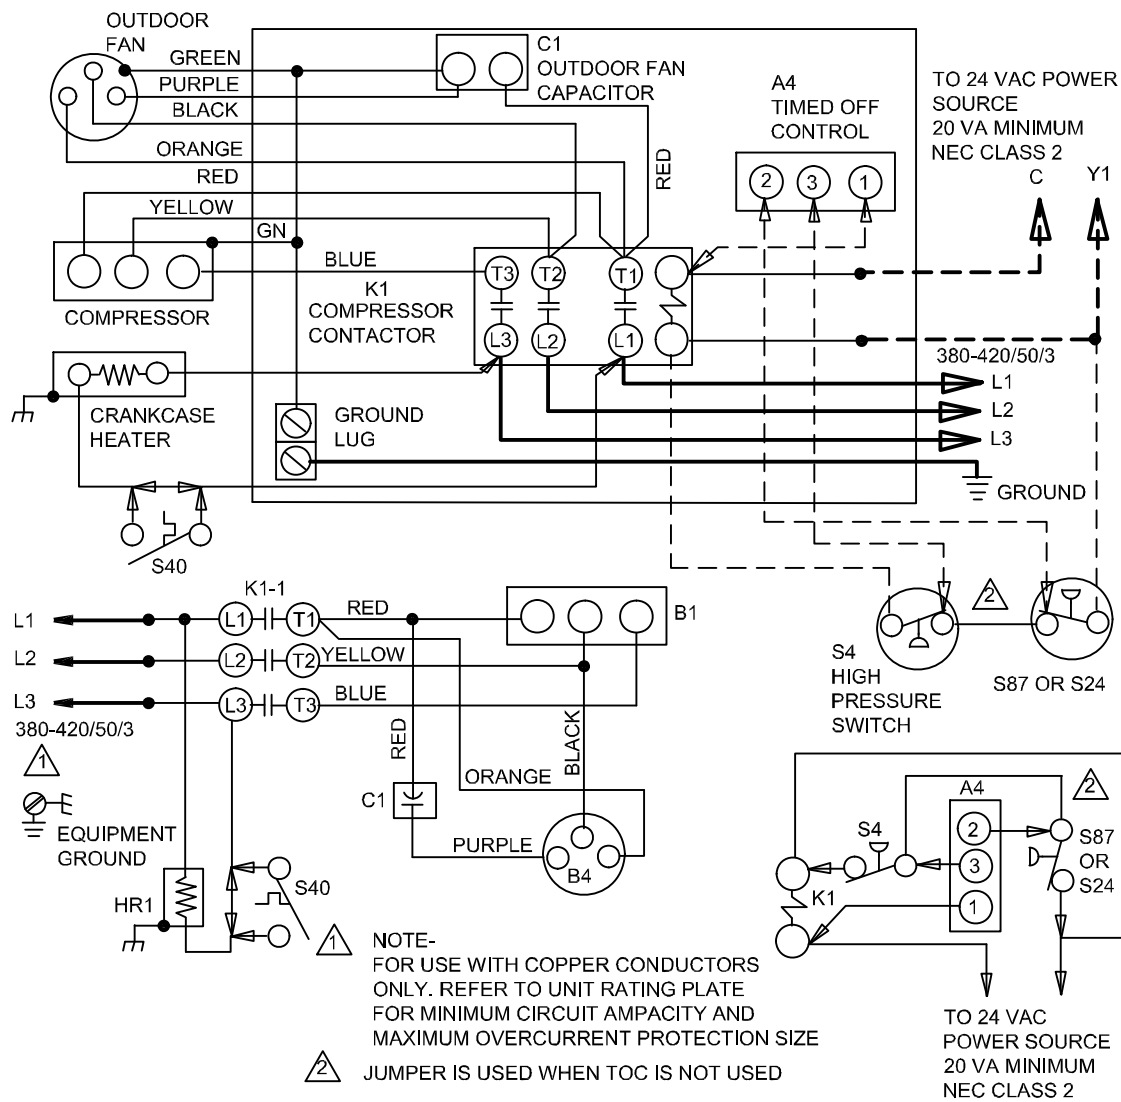 OUTDOOR
FAN
GREEN
PURPLE
BLACK
ORANGE
RED
YELLOW
GN
BLUE
COMPRESSOR
C1
OUTDOOR FAN
CAPACITOR
RED
A4
TIMED OFF
CONTROL
2 3 1
TO 24 VAC POWER
SOURCE
20 VA MINIMUM
NEC CLASS 2
C Y1
T3 T2 T1
K1
COMPRESSOR
CONTACTOR
L3 L2 L1
380-420/50/3
L1
L2
L3
GROUND
CRANKCASE
HEATER
GROUND
LUG
S40
K1-1
L1 L1 T1 RED
L2 L2 T2 YELLOW
L3 L3 T3 BLUE
380-420/50/3
B1
1
EQUIPMENT
GROUND
RED
BLACK
ORANGE
C1
PURPLE
B4
HR1
S40
S4
HIGH
PRESSURE
SWITCH
2
S87 OR S24
A4
2
S4
2
3
1
K1
S87
OR
S24
TO 24 VAC
POWER SOURCE
20 VA MINIMUM
NEC CLASS 2
1 NOTE-
FOR USE WITH COPPER CONDUCTORS
ONLY. REFER TO UNIT RATING PLATE
FOR MINIMUM CIRCUIT AMPACITY AND
MAXIMUM OVERCURRENT PROTECTION SIZE
2 JUMPER IS USED WHEN TOC IS NOT USED